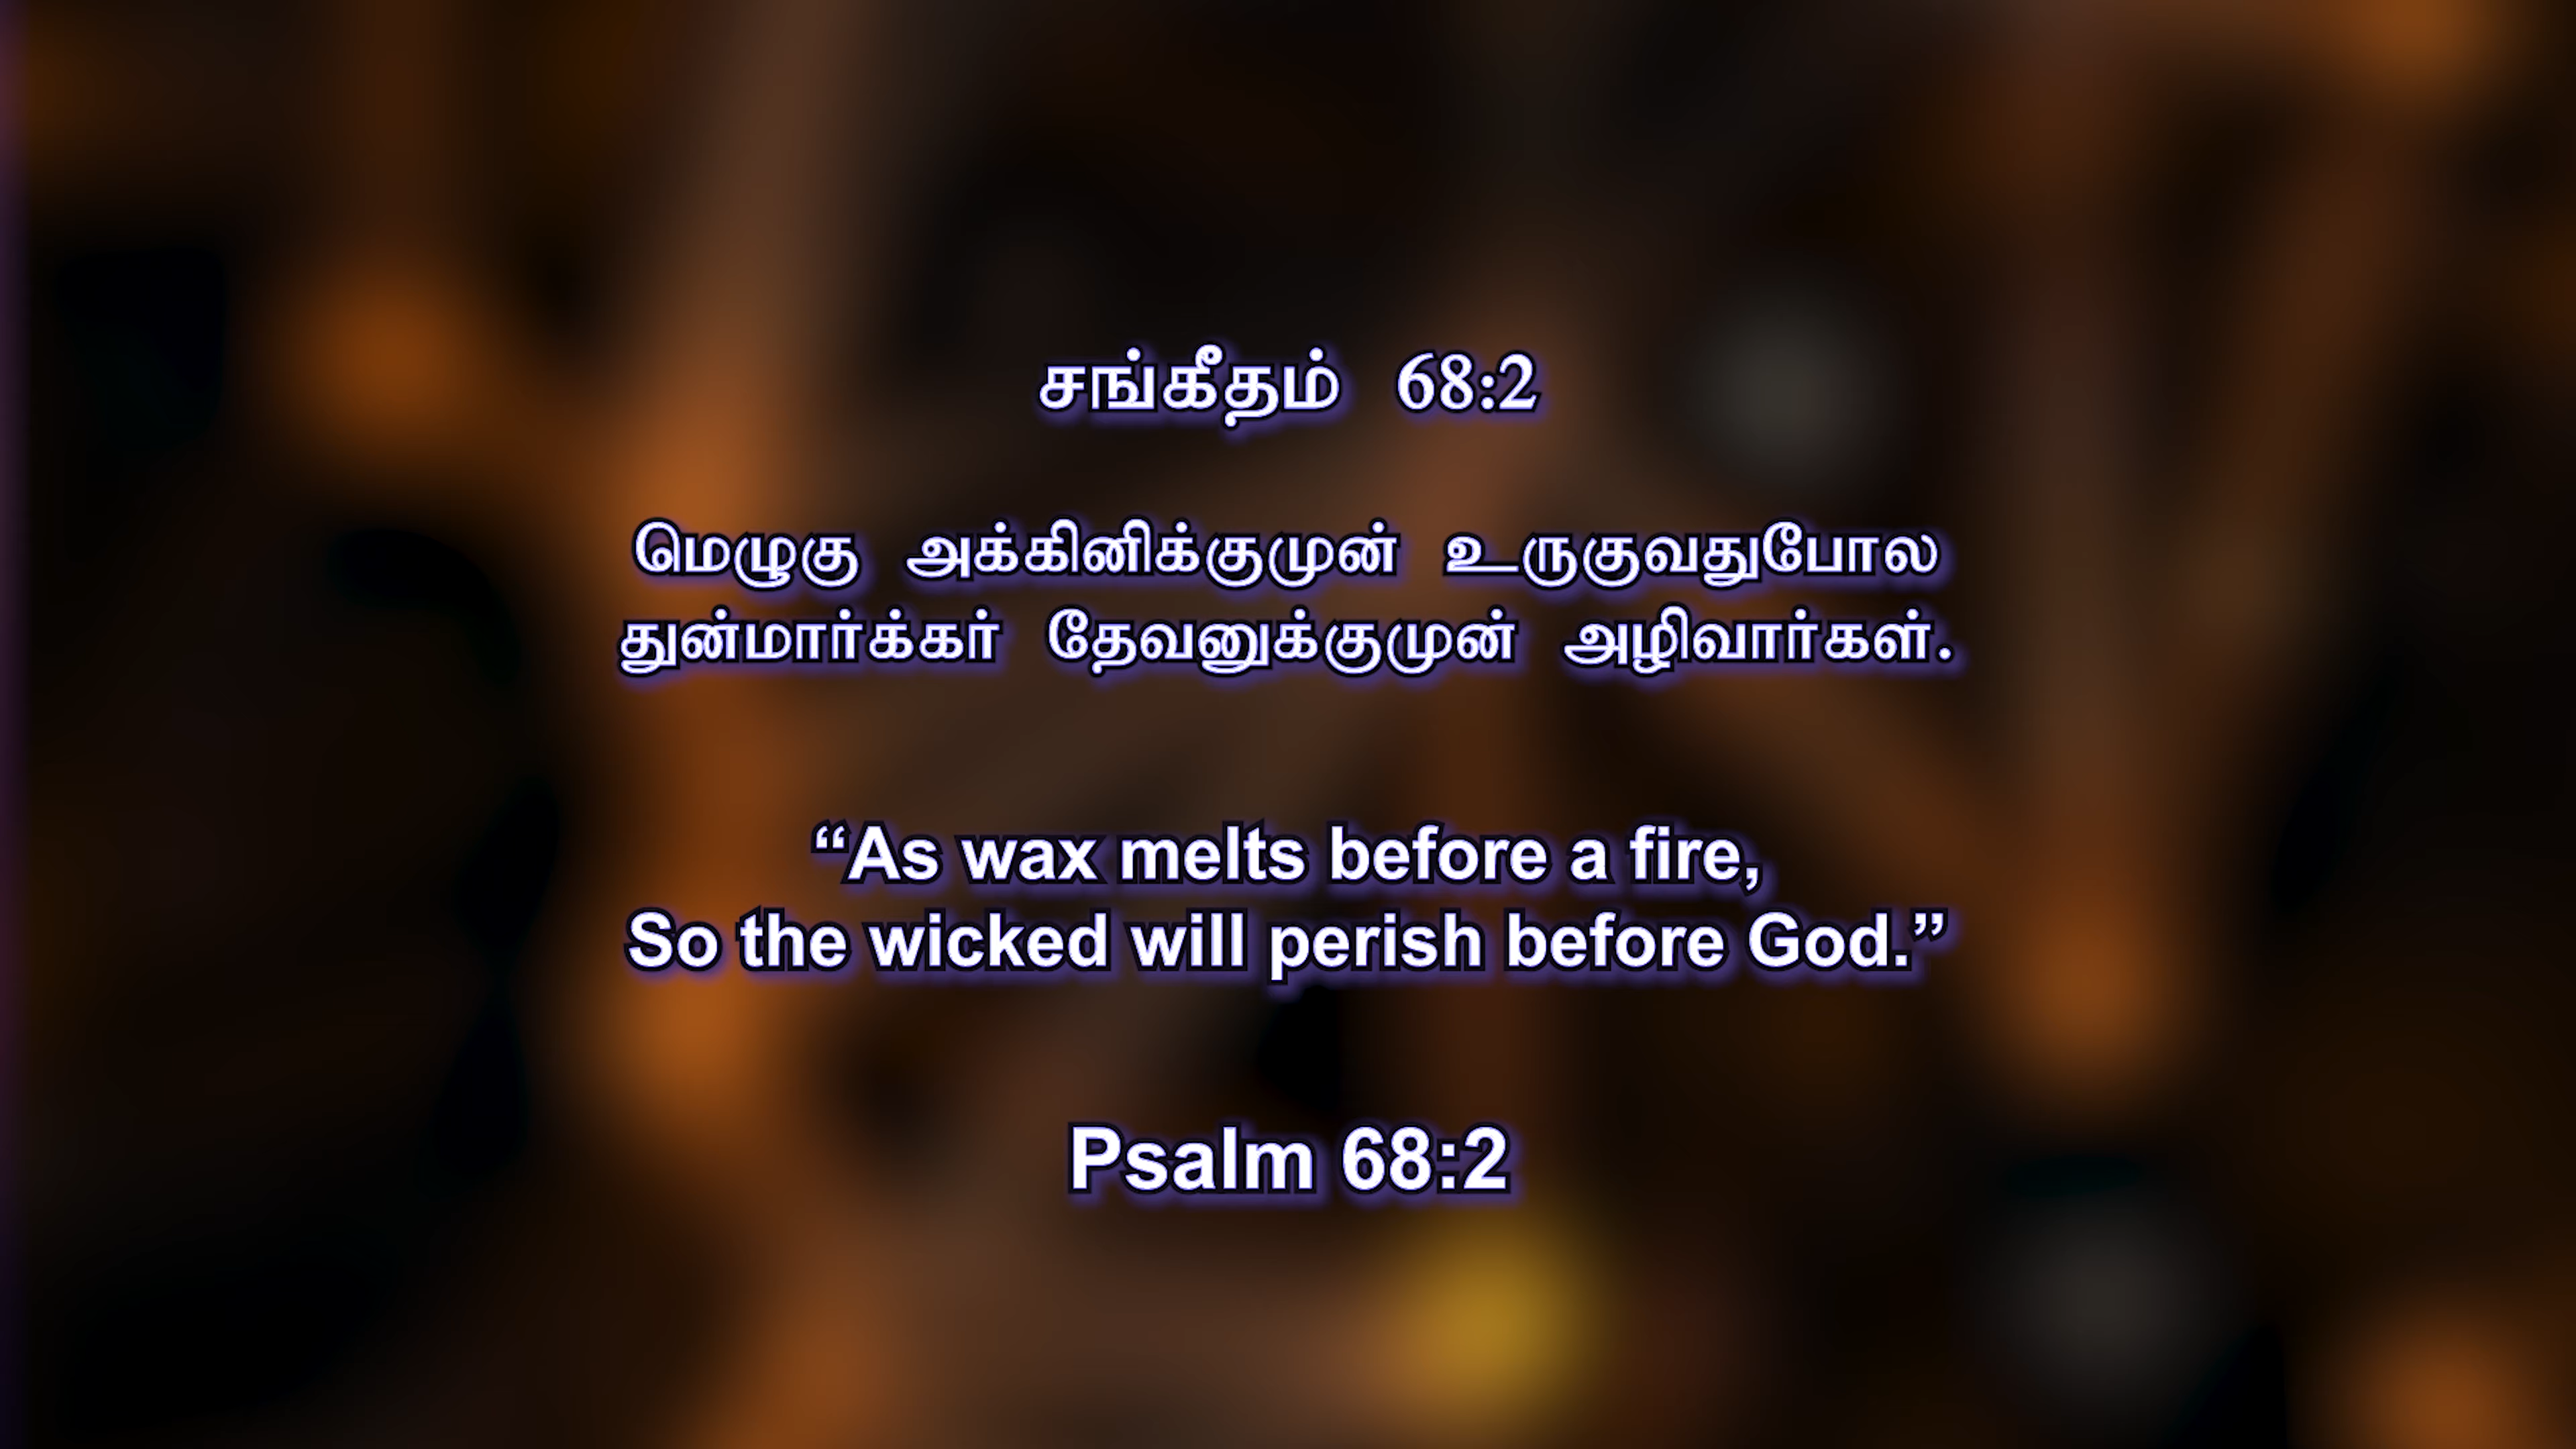 சங்கீதம் 68:2
மெழுகு அக்கினிக்குமுன் உருகுவதுபோல
துன்மார்க்கர் தேவனுக்குமுன் அழிவார்கள்.
“As wax melts before a fire,
So the wicked will perish before God.”
Psalm 68:2